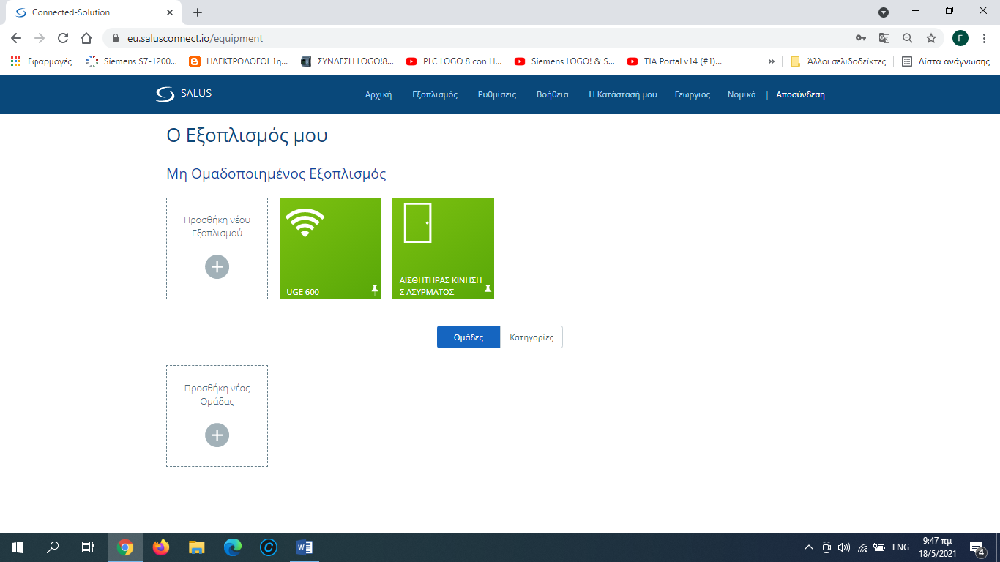 Connected-Solution
eu.salusconnect.io/equipment
Γ
Εφαρμογές
Siemens S7-1200...
ΗΛΕΚΤΡΟΛΟΓΟΙ 1η...
ΣΥΝΔΕΣΗ LOGO!8...
PLC LOGO 8 con H...
Siemens LOGO! & S...
TIA Portal v14 (#1)...
»
Άλλοι σελιδοδείκτες
Λίστα ανάγνωσης
SALUS
Αρχική
Εξοπλισμός
Ρυθμίσεις
Βοήθεια
Η Κατάστασή μου
Γεωργιος
Νομικά
|
Αποσύνδεση
Ο Εξοπλισμός μου
Μη Ομαδοποιημένος Εξοπλισμός
Προσθήκη νέου
Εξοπλισμού
UGE 600
ΑΙΣΘΗΤΗΡΑΣ ΚΙΝΗΣΗ
Σ ΑΣΥΡΜΑΤΟΣ
Ομάδες
Κατηγορίες
Προσθήκη νέας
Ομάδας
ENG
9:47 πμ
18/5/2021
4